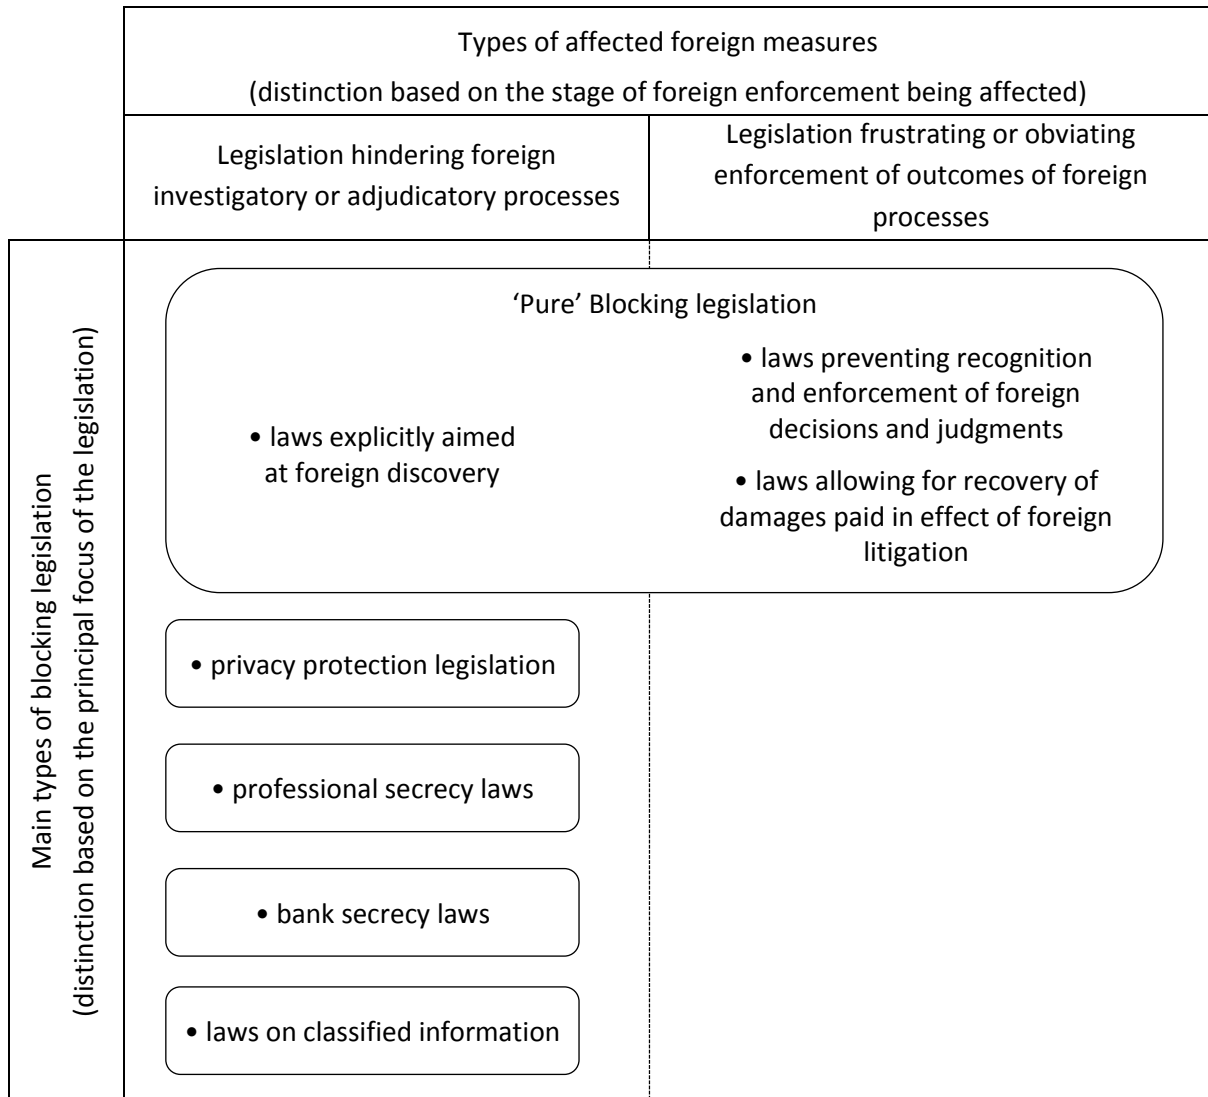 Types of affected foreign measures
(distinction based on the stage of foreign enforcement being affected)
Legislation hindering foreign
investigatory or adjudicatory processes
Legislation frustrating or obviating
enforcement of outcomes of foreign
processes
Main types of blocking legislation
(distinction based on the principal focus of the legislation)
‘Pure’ Blocking legislation
• laws explicitly aimed
at foreign discovery
• laws preventing recognition
and enforcement of foreign
decisions and judgments
• laws allowing for recovery of
damages paid in effect of foreign
litigation
• privacy protection legislation
• professional secrecy laws
• bank secrecy laws
• laws on classified information